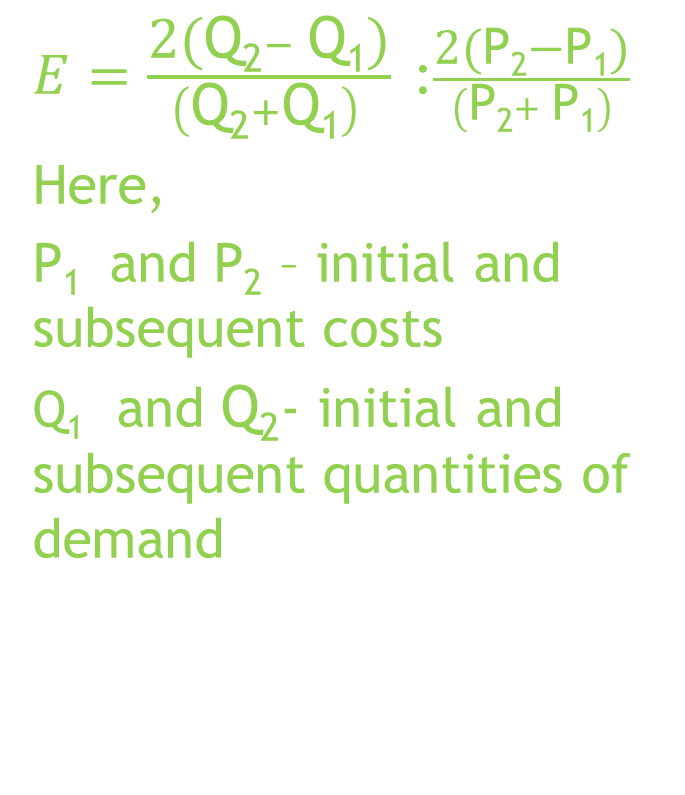 E = 2(Q₂– Q₁) / (Q₂+Q₁) : 2(P₂−P₁) / (P₂+ P₁)
Here,
P₁ and P₂ – initial and
subsequent costs
Q₁ and Q₂- initial and
subsequent quantities of
demand